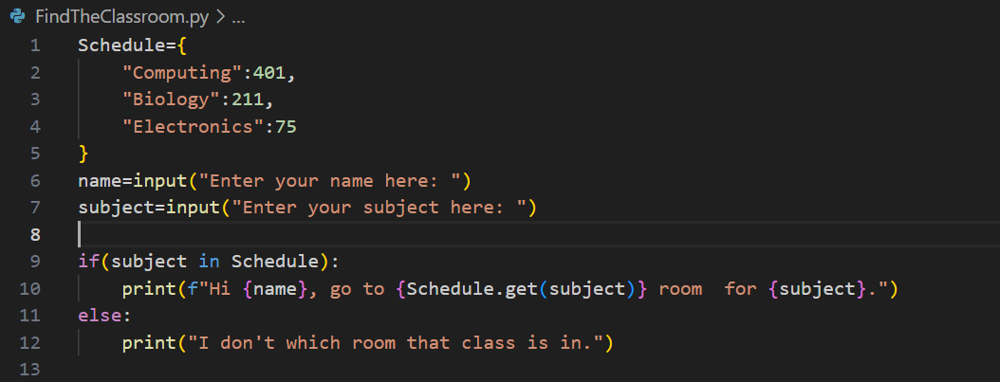 FindTheClassroom.py > ...
1 Schedule={
2     "Computing":401,
3     "Biology":211,
4     "Electronics":75
5 }
6 name=input("Enter your name here: ")
7 subject=input("Enter your subject here: ")
8
9 if(subject in Schedule):
10     print(f"Hi {name}, go to {Schedule.get(subject)} room  for {subject}.")
11 else:
12     print("I don't which room that class is in.")
13